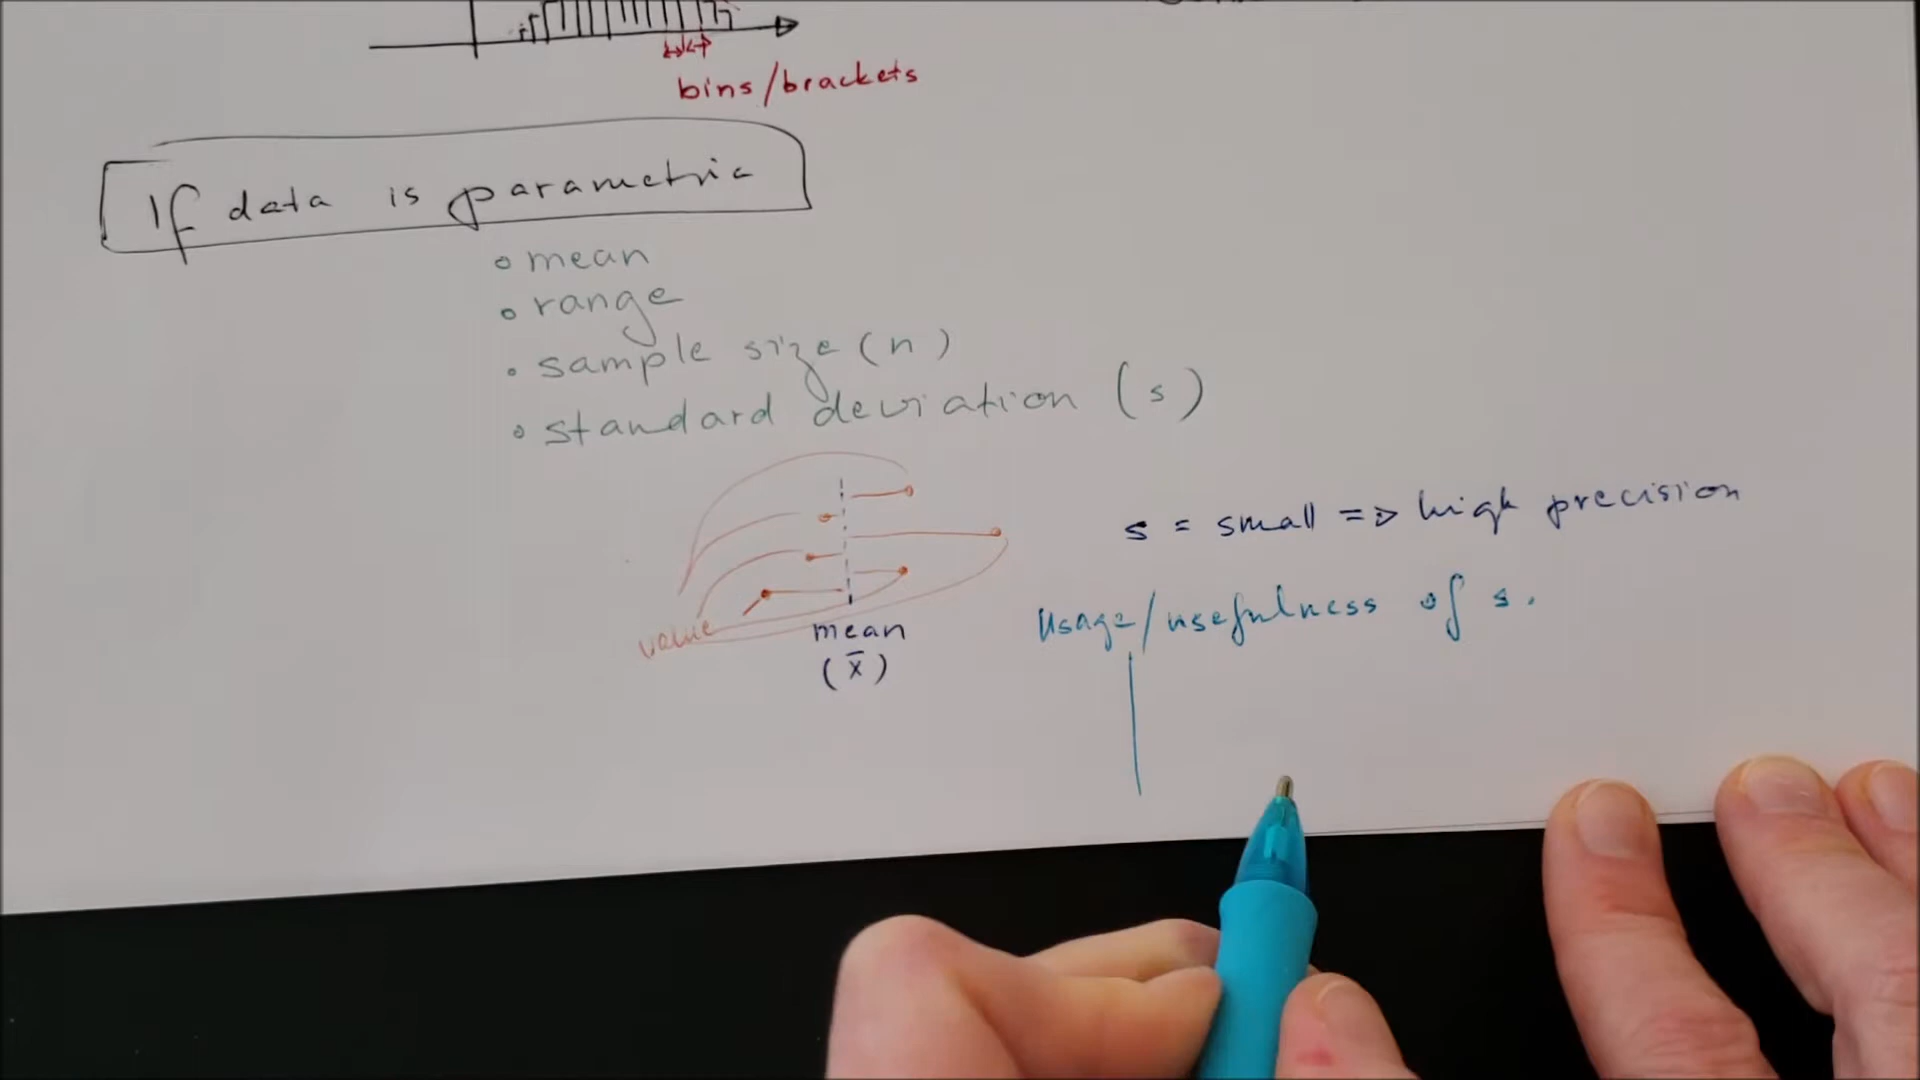 bins/brackets
If data is parametric
mean
range
sample size (n)
standard deviation (s)
s = small => high precision
Usage/usefulness of s.
value
mean
(x̄)